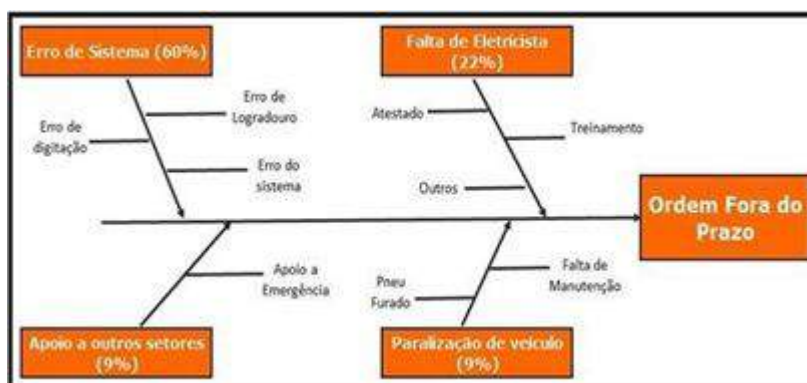 Erro de Sistema (60%)
Falta de Eletricista
(22%)
Erro de
Logradouro
Erro de
digitação
Erro do
sistema
Atestado
Treinamento
Outros
Ordem Fora do
Prazo
Apoio a
Emergência
Pneu
Furado
Falta de
Manutenção
Apoio a outros setores
(9%)
Paralização de veículo
(9%)